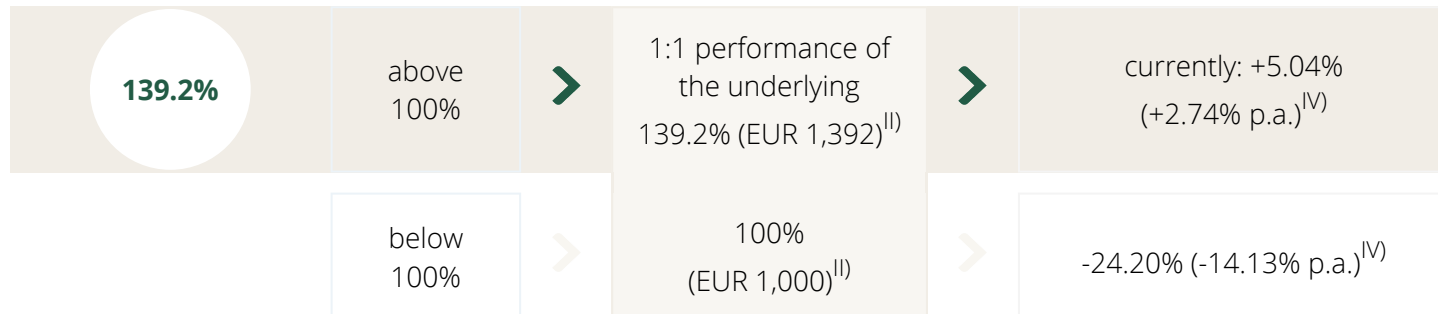 139.2%
above
100%
1:1 performance of
the underlying
139.2% (EUR 1,392)II)
currently: +5.04%
(+2.74% p.a.)IV)
below
100%
100%
(EUR 1,000)II)
-24.20% (-14.13% p.a.)IV)